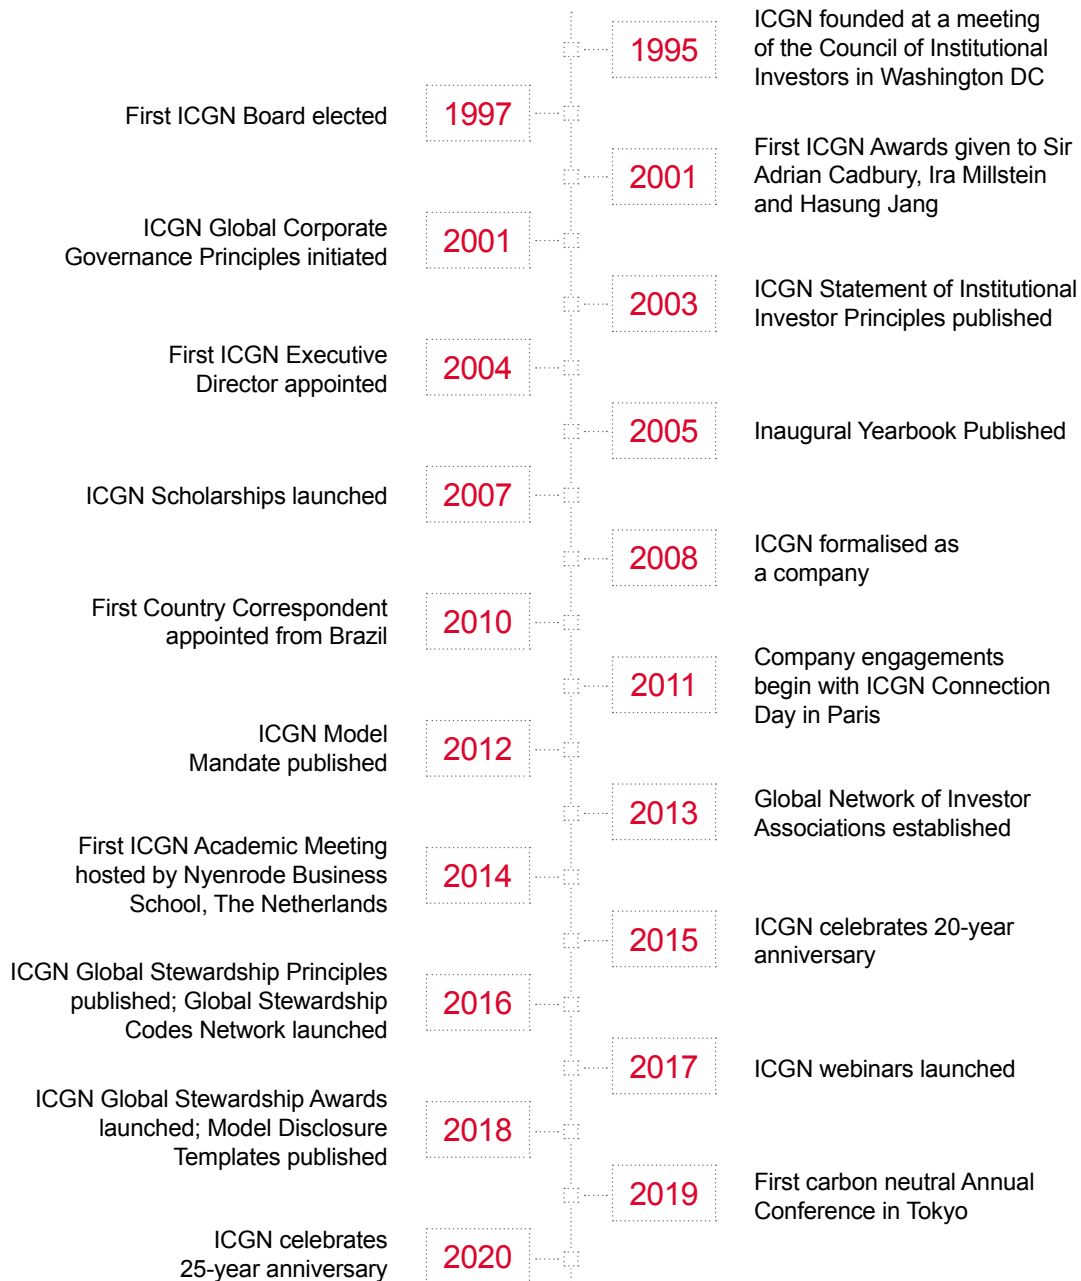 1995
ICGN founded at a meeting
of the Council of Institutional
Investors in Washington DC
First ICGN Board elected
1997
2001
First ICGN Awards given to Sir
Adrian Cadbury, Ira Millstein
and Hasung Jang
ICGN Global Corporate
Governance Principles initiated
2001
2003
ICGN Statement of Institutional
Investor Principles published
First ICGN Executive
Director appointed
2004
2005
Inaugural Yearbook Published
ICGN Scholarships launched
2007
2008
ICGN formalised as
a company
First Country Correspondent
appointed from Brazil
2010
2011
Company engagements
begin with ICGN Connection
Day in Paris
ICGN Model
Mandate published
2012
2013
Global Network of Investor
Associations established
First ICGN Academic Meeting
hosted by Nyenrode Business
School, The Netherlands
2014
2015
ICGN celebrates 20-year
anniversary
ICGN Global Stewardship Principles
published; Global Stewardship
Codes Network launched
2016
2017
ICGN webinars launched
ICGN Global Stewardship Awards
launched; Model Disclosure
Templates published
2018
2019
First carbon neutral Annual
Conference in Tokyo
ICGN celebrates
25-year anniversary
2020